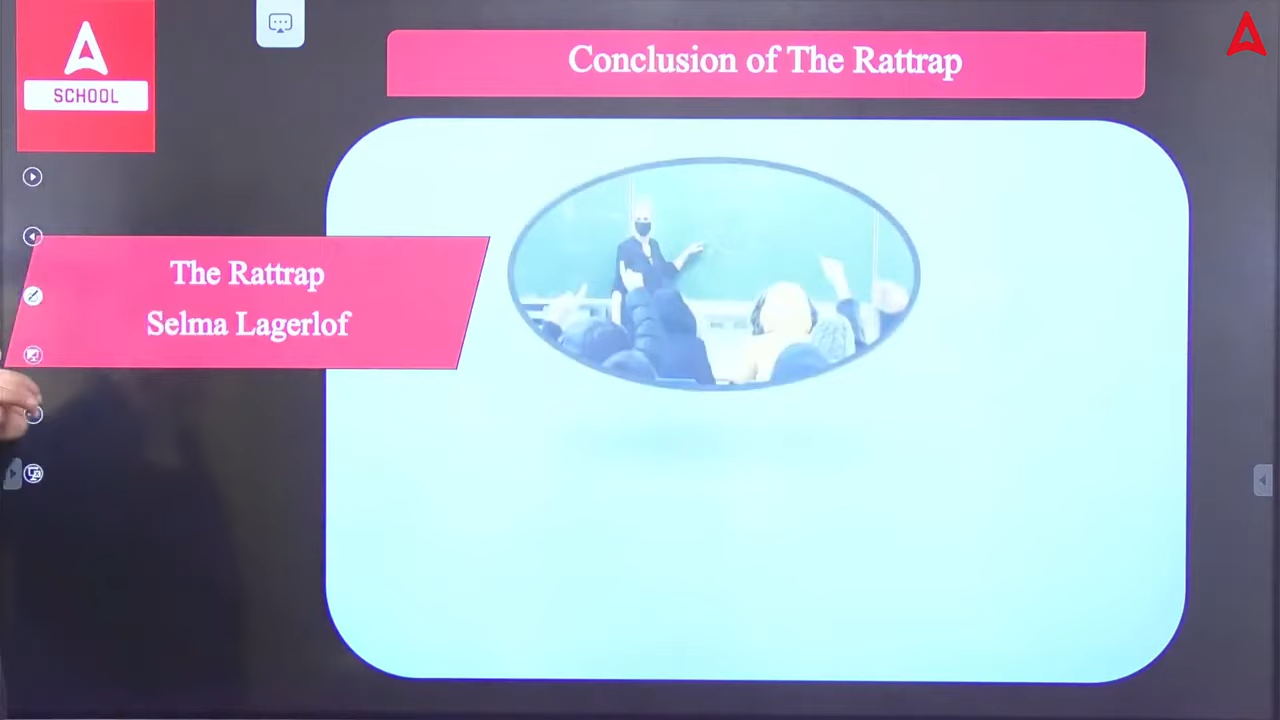 SCHOOL
Conclusion of The Rattrap
The Rattrap
Selma Lagerlof